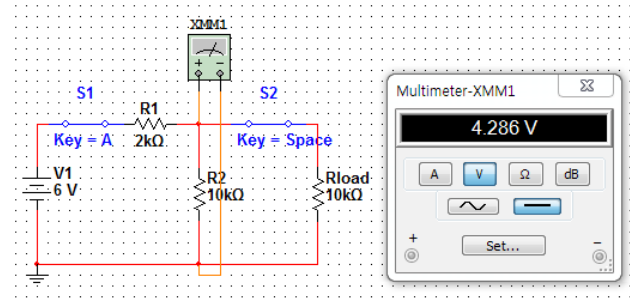 XMM1
S1
R1
S2
Key = A
2kΩ
Key = Space
V1
6 V
R2
10kΩ
Rload
10kΩ
Multimeter-XMM1
4.286 V
A
V
Ω
dB
+
Set...
-